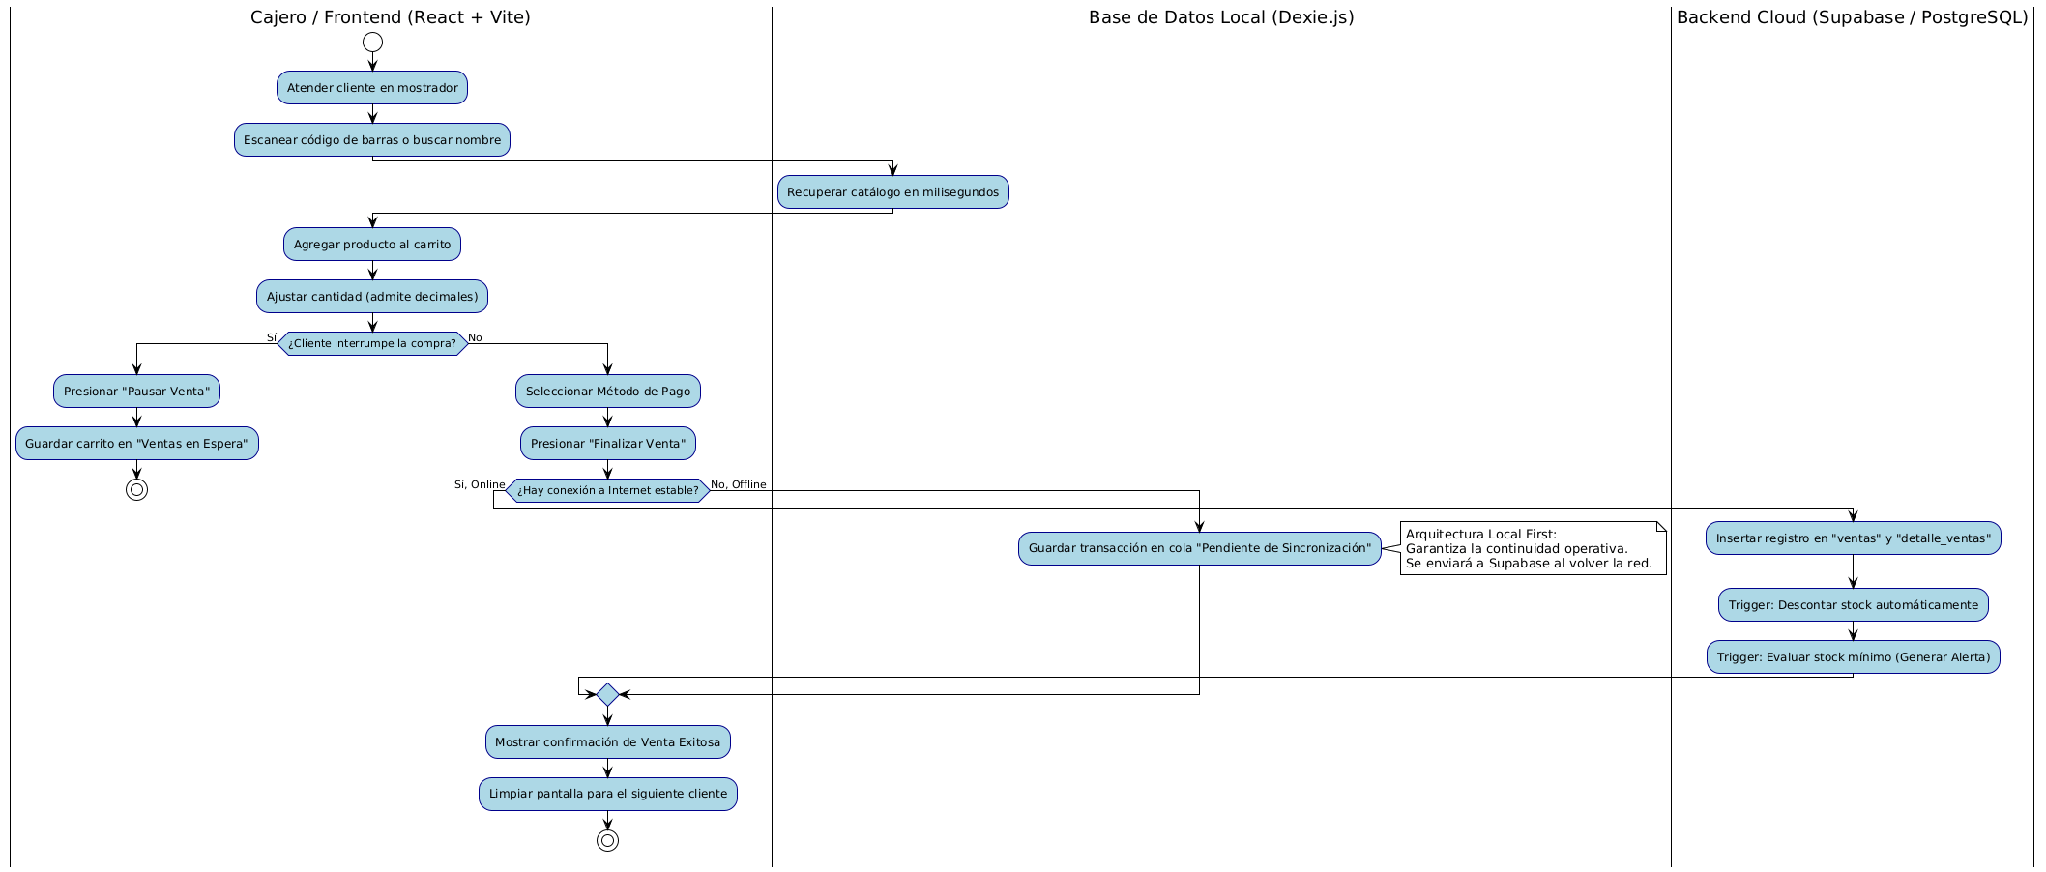 Cajero / Frontend (React + Vite)
Base de Datos Local (Dexie.js)
Backend Cloud (Supabase / PostgreSQL)
Atender cliente en mostrador
Escanear código de barras o buscar nombre
Recuperar catálogo en milisegundos
Agregar producto al carrito
Ajustar cantidad (admite decimales)
Sí
¿Cliente interrumpe la compra?
No
Presionar "Pausar Venta"
Seleccionar Método de Pago
Guardar carrito en "Ventas en Espera"
Presionar "Finalizar Venta"
Sí, Online
¿Hay conexión a Internet estable?
No, Offline
Guardar transacción en cola "Pendiente de Sincronización"
Arquitectura Local First:
Garantiza la continuidad operativa.
Se enviará a Supabase al volver la red.
Insertar registro en "ventas" y "detalle_ventas"
Trigger: Descontar stock automáticamente
Trigger: Evaluar stock mínimo (Generar Alerta)
Mostrar confirmación de Venta Exitosa
Limpiar pantalla para el siguiente cliente